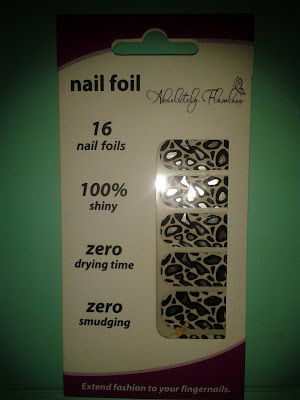 nail foil
Absolutely Flawless
16
nail foils
100%
shiny
zero
drying time
zero
smudging
Extend fashion to your fingernails.